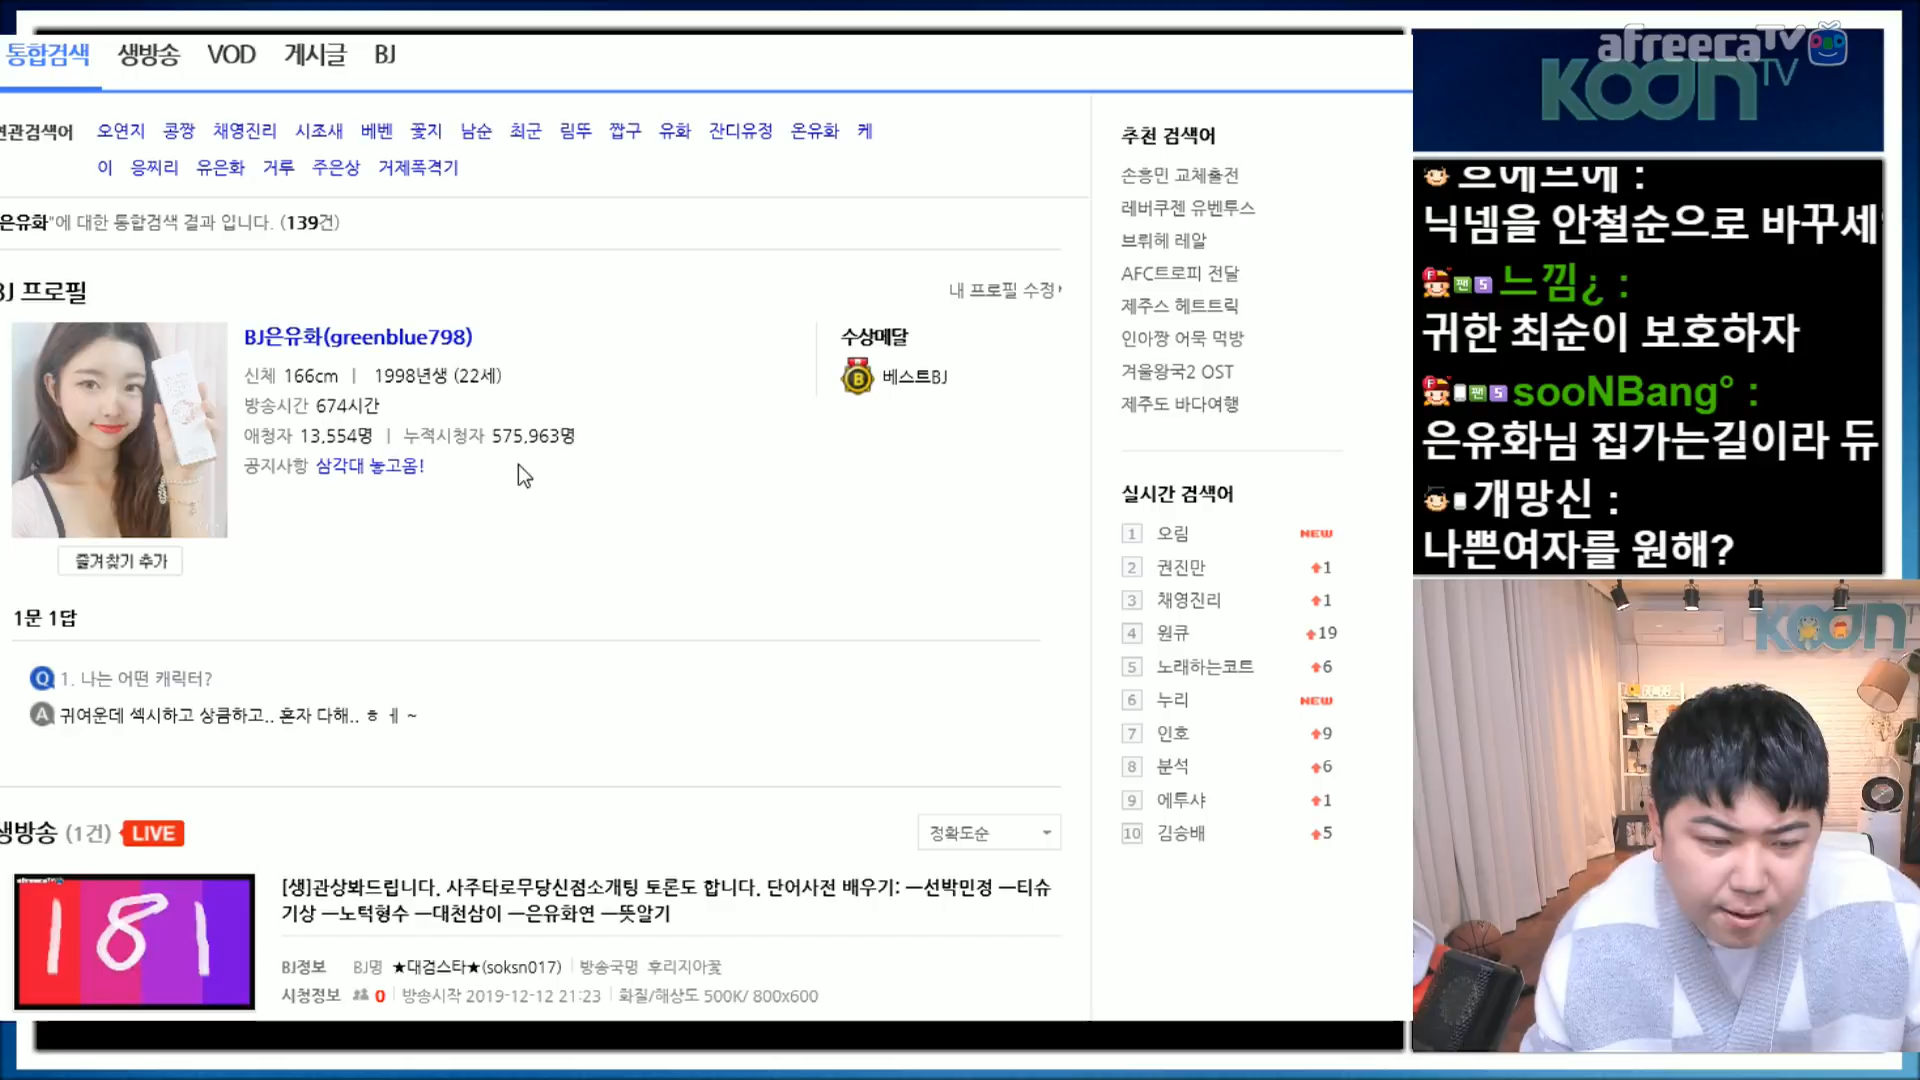 통합검색 생방송 VOD 게시글 BJ
연관검색어 오연지 콩짱 채영진리 시조새 베벤 꽃지 남순 최군 림뚜 짭구 유화 잔디유정 온유화 케
이 응찌리 유은화 거루 주은상 거제폭격기
은유화"에 대한 통합검색 결과 입니다. (139건)
BJ 프로필
내 프로필 수정
BJ은유화(greenblue798)
신체 166cm | 1998년생 (22세)
방송시간 674시간
애청자 13,554명 | 누적시청자 575,963명
공지사항 삼각대 놓고옴!
수상메달
B 베스트BJ
즐겨찾기 추가
1문 1답
Q 1. 나는 어떤 캐릭터?
A 귀여운데 섹시하고 상큼하고.. 혼자 다해.. ㅎ ㅔ ~
생방송 (1건) LIVE
정확도순
afreecaTV
181
[생]관상봐드립니다. 사주타로무당신점소개팅 토론도 합니다. 단어사전 배우기: ㅡ선박민정 ㅡ티슈
기상 ㅡ노턱형수 ㅡ대천삼이 ㅡ은유화연 ㅡ뜻알기
BJ정보 BJ명 ★대검스타★(soksn017) | 방송국명 후리지아꽃
시청정보 0 | 방송시작 2019-12-12 21:23 | 화질/해상도 500K/ 800x600
추천 검색어
손흥민 교체출전
레버쿠젠 유벤투스
브뤼헤 레알
AFC트로피 전달
제주스 헤트트릭
인아짱 어묵 먹방
겨울왕국2 OST
제주도 바다여행
실시간 검색어
1 오림 NEW
2 권진만 1
3 채영진리 1
4 원큐 19
5 노래하는코트 6
6 누리 NEW
7 인호 9
8 분석 6
9 에투샤 1
10 김승배 5
afreecaTV
KOON TV
흐에브에 :
닉넴을 안철순으로 바꾸세
팬 5 느낌¿ :
귀한 최순이 보호하자
팬 5 sooNBang° :
은유화님 집가는길이라 듀
개망신 :
나쁜여자를 원해?
KOON